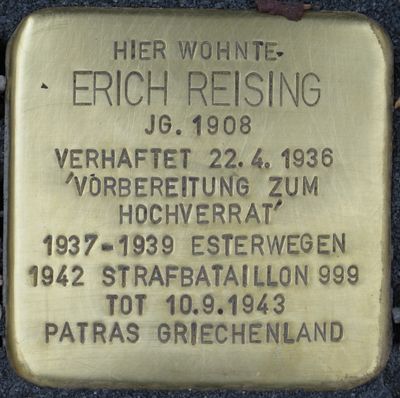 HIER WOHNTE
ERICH REISING
JG. 1908
VERHAFTET 22.4.1936
'VORBEREITUNG ZUM
HOCHVERRAT'
1937-1939 ESTERWEGEN
1942 STRAFBATAILLON 999
TOT 10.9.1943
PATRAS GRIECHENLAND